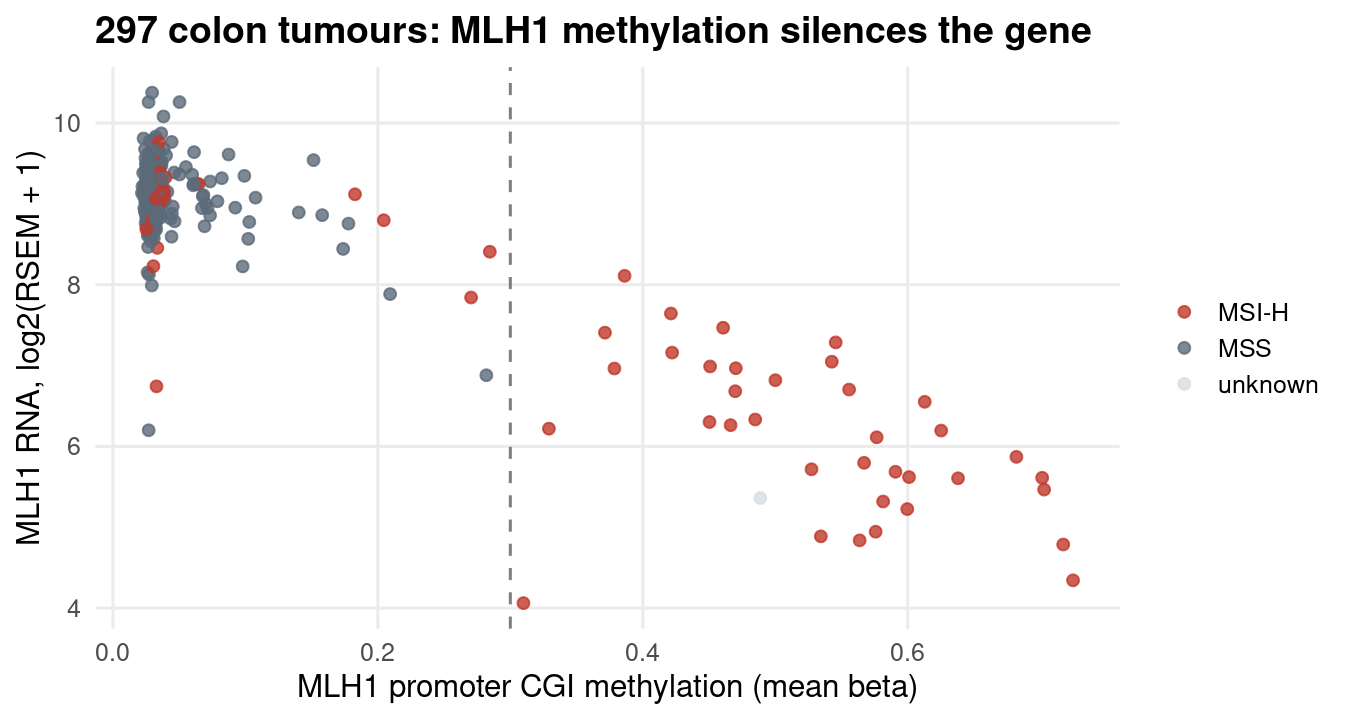 297 colon tumours: MLH1 methylation silences the gene
MLH1 RNA, log2(RSEM + 1)
10
8
6
4
0.0
0.2
0.4
0.6
MLH1 promoter CGI methylation (mean beta)
MSI-H
MSS
unknown